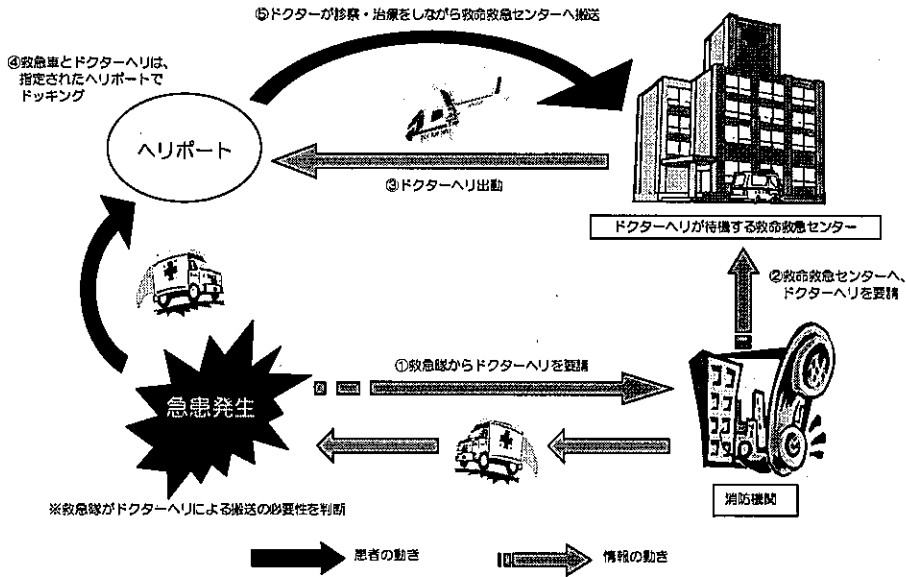 ⑤ドクターが診察・治療をしながら救命救急センターへ搬送
④救急車とドクターヘリは、
指定されたヘリポートで
ドッキング
ヘリポート
③ドクターヘリ出動
ドクターヘリが待機する救命救急センター
②救命救急センターへ、
ドクターヘリを要請
①救急隊からドクターヘリを要請
急患発生
消防機関
※救急隊がドクターヘリによる搬送の必要性を判断
患者の動き
情報の動き